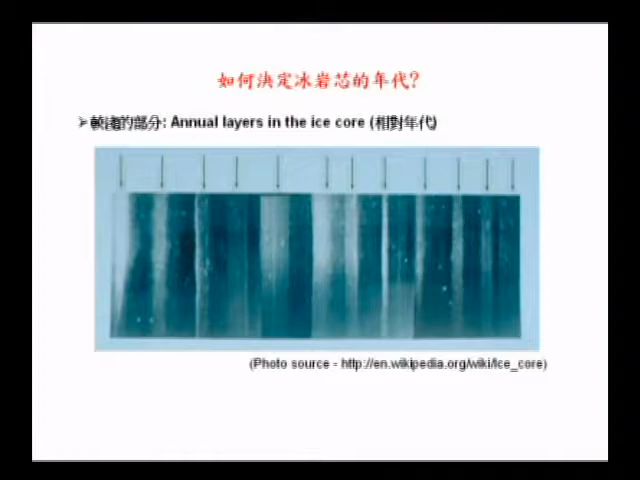 如何決定冰岩芯的年代?
➢較淺的部分: Annual layers in the ice core (相對年代)
(Photo source - http://en.wikipedia.org/wiki/Ice_core)